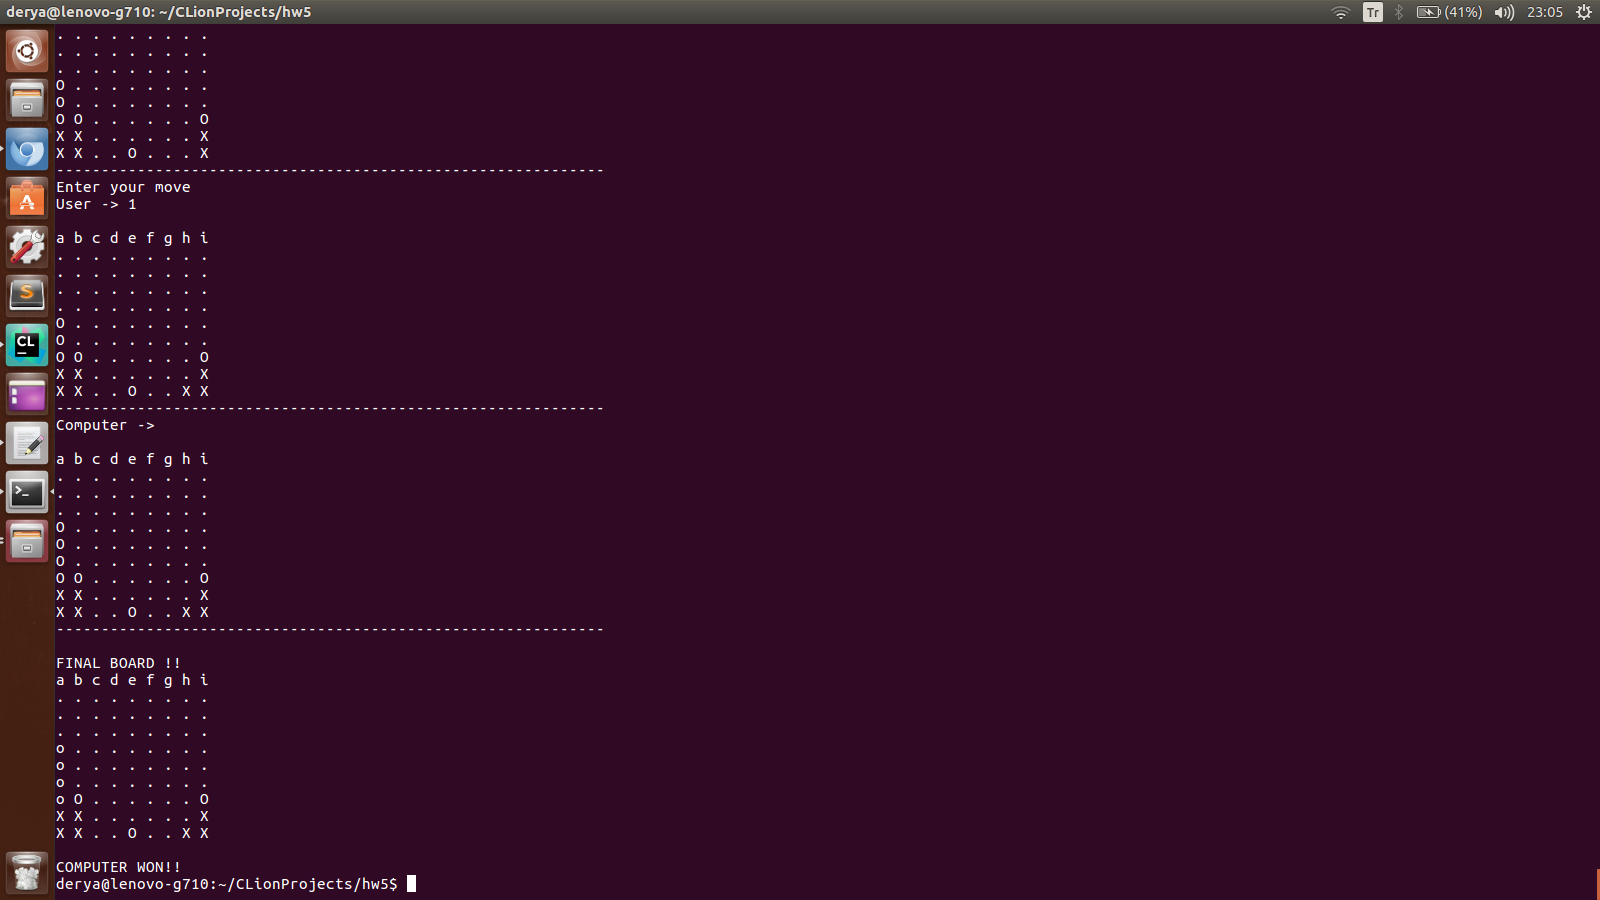 derya@lenovo-g710: ~/CLionProjects/hw5
Tr
(41%)
23:05
. . . . . . . . .
. . . . . . . . .
. . . . . . . . .
O . . . . . . . .
O . . . . . . . .
O O . . . . . . O
X X . . . . . . X
X X . . O . . . X
-------------------------------------------------------------
Enter your move
User -> 1
a b c d e f g h i
. . . . . . . . .
. . . . . . . . .
. . . . . . . . .
. . . . . . . . .
O . . . . . . . .
O . . . . . . . .
O O . . . . . . O
X X . . . . . . X
X X . . O . . X X
-------------------------------------------------------------
Computer ->
a b c d e f g h i
. . . . . . . . .
. . . . . . . . .
. . . . . . . . .
O . . . . . . . .
O . . . . . . . .
O . . . . . . . .
O O . . . . . . O
X X . . . . . . X
X X . . O . . X X
-------------------------------------------------------------
FINAL BOARD !!
a b c d e f g h i
. . . . . . . . .
. . . . . . . . .
. . . . . . . . .
o . . . . . . . .
o . . . . . . . .
o . . . . . . . .
o O . . . . . . O
X X . . . . . . X
X X . . O . . X X
COMPUTER WON!!
derya@lenovo-g710:~/CLionProjects/hw5$
A
S
CL
>_